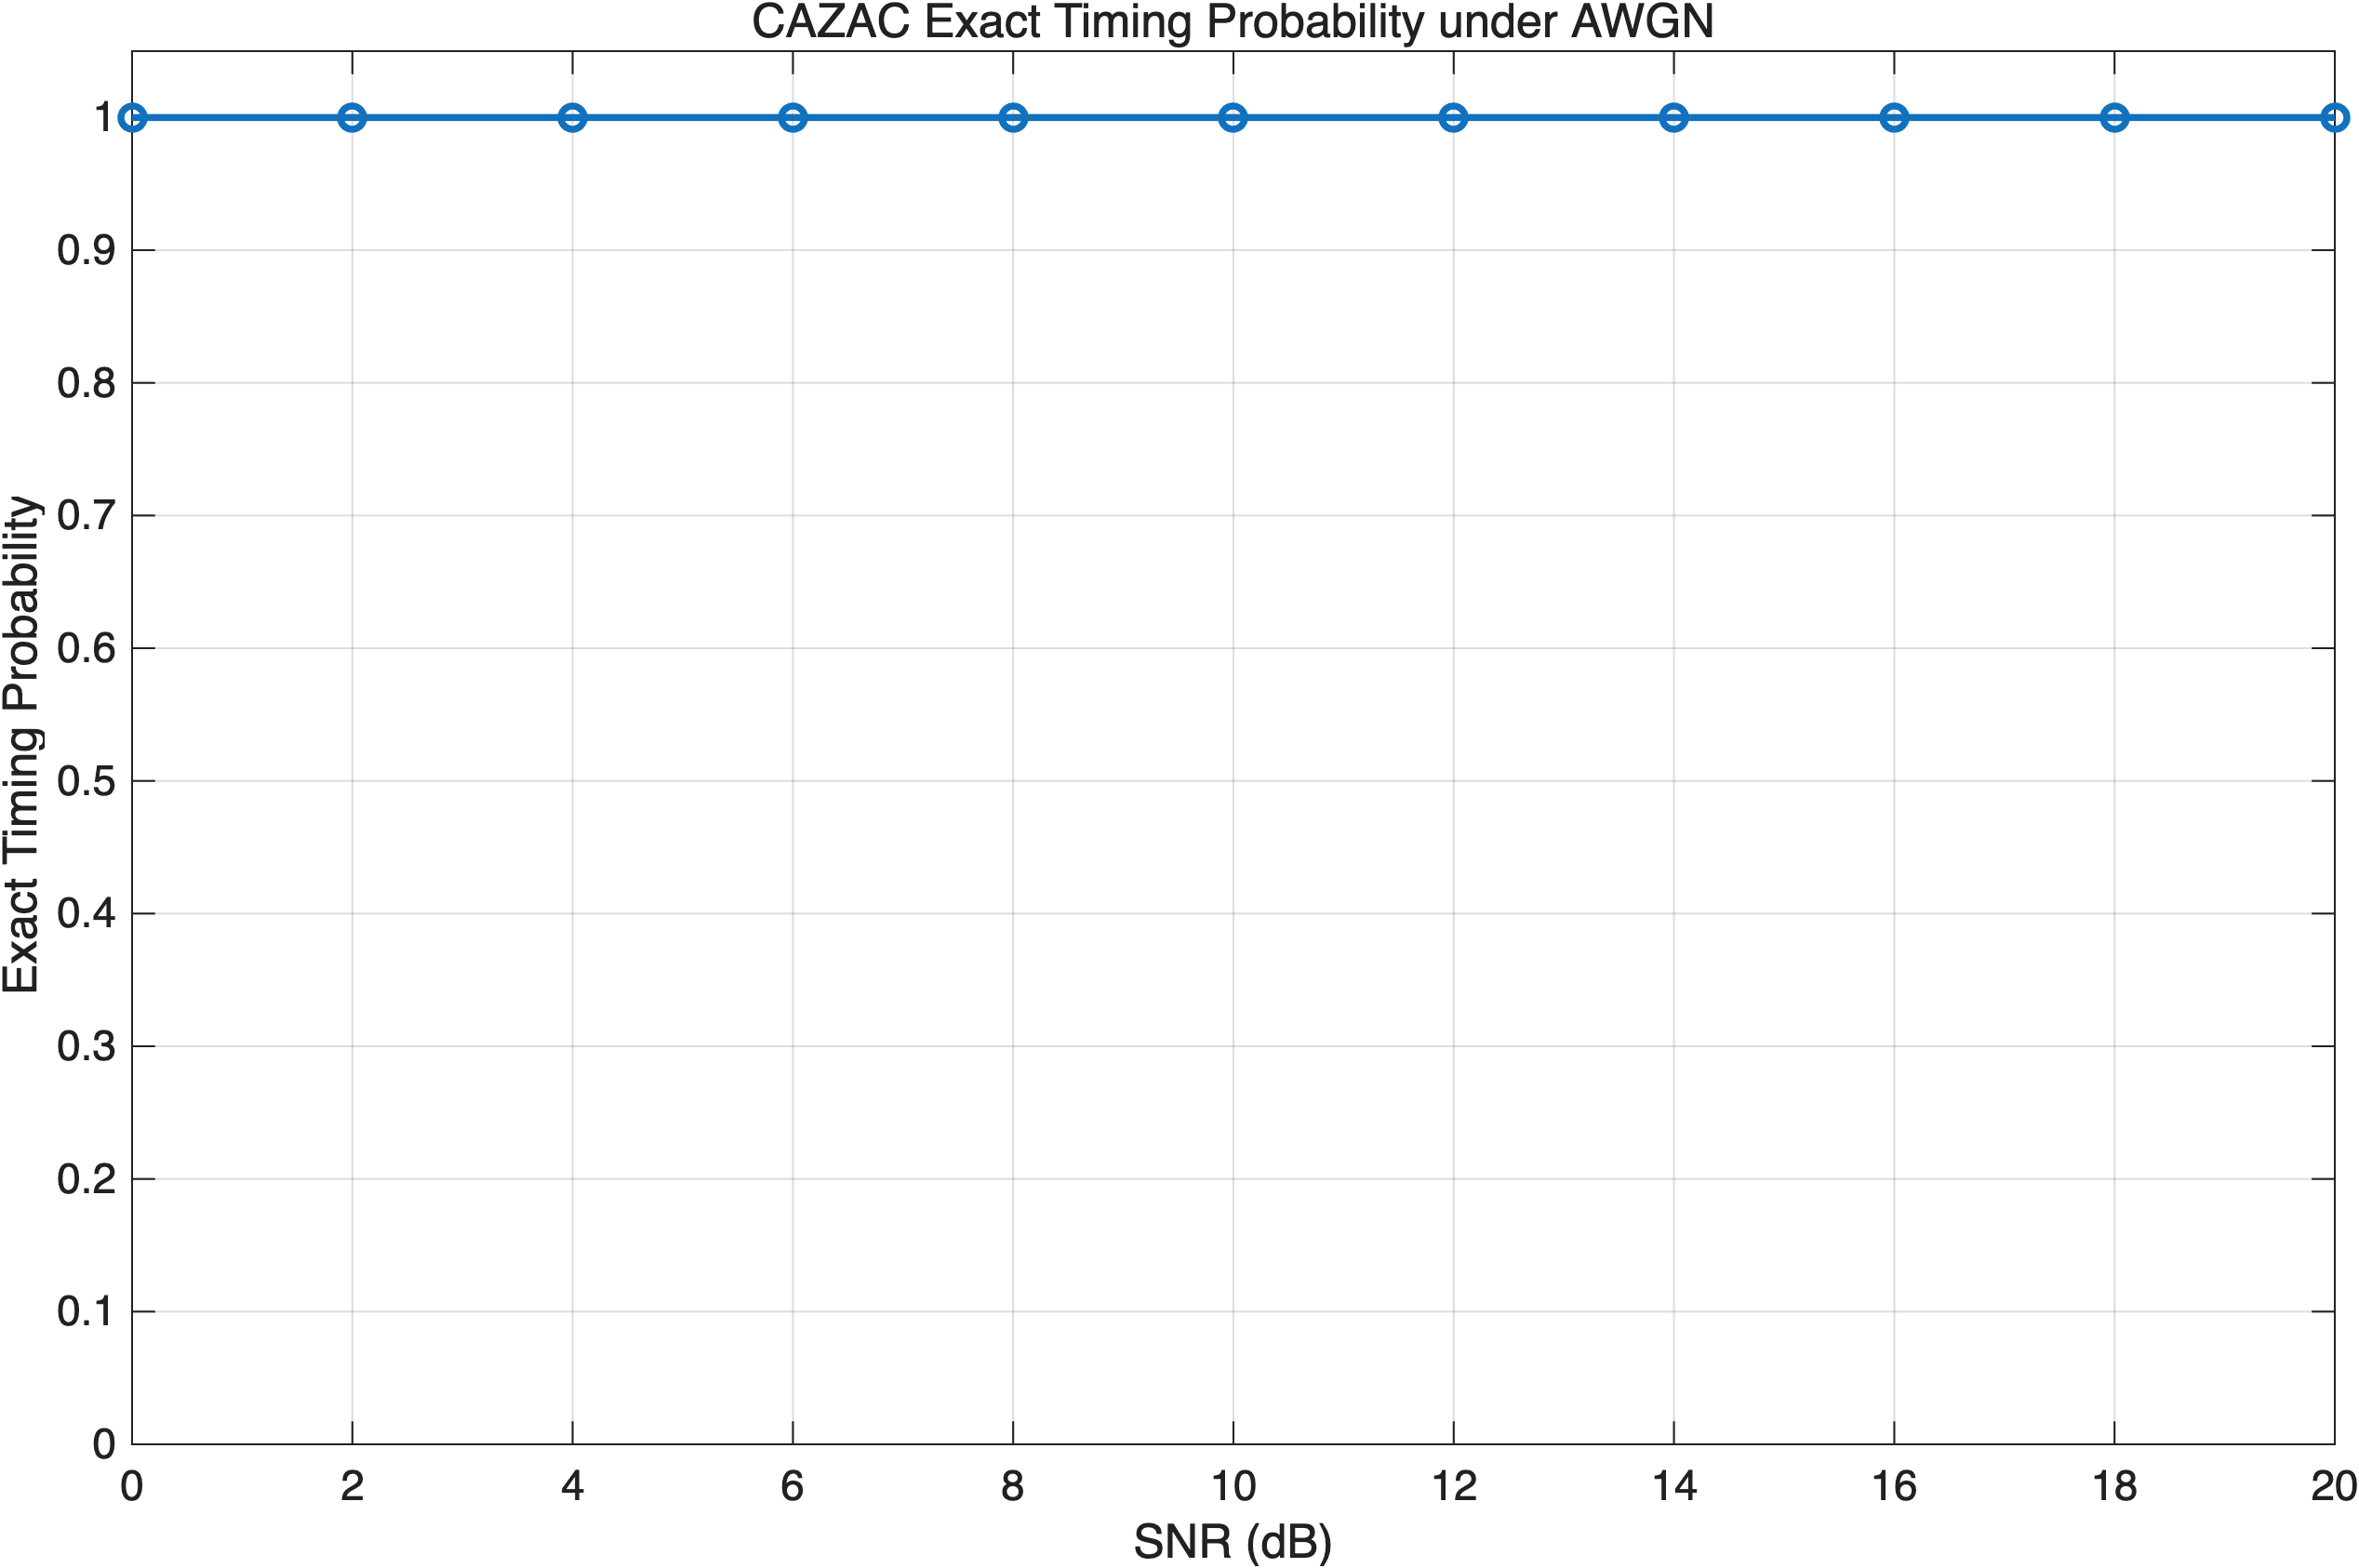 CAZAC Exact Timing Probability under AWGN
Exact Timing Probability
1
0.9
0.8
0.7
0.6
0.5
0.4
0.3
0.2
0.1
0
0 2 4 6 8 10 12 14 16 18 20
SNR (dB)